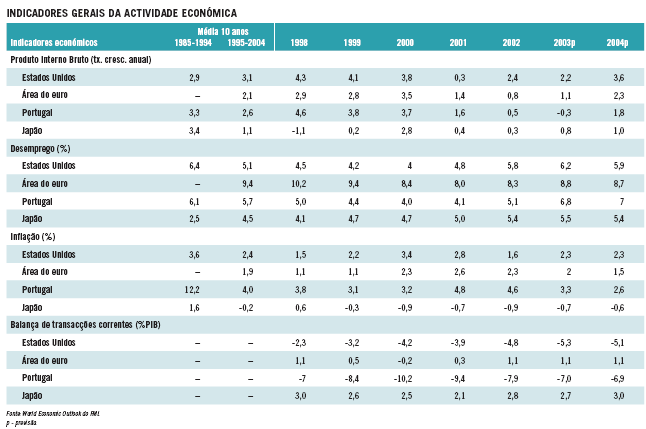 INDICADORES GERAIS DA ACTIVIDADE ECONÓMICA
Média 10 anos
Indicadores económicos 1985-1994 1995-2004 1998 1999 2000 2001 2002 2003p 2004p
Produto Interno Bruto (tx. cresc. anual)
Estados Unidos 2,9 3,1 4,3 4,1 3,8 0,3 2,4 2,2 3,6
Área do euro – 2,1 2,9 2,8 3,5 1,4 0,8 1,1 2,3
Portugal 3,3 2,6 4,6 3,8 3,7 1,6 0,5 -0,3 1,8
Japão 3,4 1,1 -1,1 0,2 2,8 0,4 0,3 0,8 1,0
Desemprego (%)
Estados Unidos 6,4 5,1 4,5 4,2 4 4,8 5,8 6,2 5,9
Área do euro – 9,4 10,2 9,4 8,4 8,0 8,3 8,8 8,7
Portugal 6,1 5,7 5,0 4,4 4,0 4,1 5,1 6,8 7
Japão 2,5 4,5 4,1 4,7 4,7 5,0 5,4 5,5 5,4
Inflação (%)
Estados Unidos 3,6 2,4 1,5 2,2 3,4 2,8 1,6 2,3 2,3
Área do euro – 1,9 1,1 1,1 2,3 2,6 2,3 2 1,5
Portugal 12,2 4,0 3,8 3,1 3,2 4,8 4,6 3,3 2,6
Japão 1,6 -0,2 0,6 -0,3 -0,9 -0,7 -0,9 -0,7 -0,6
Balança de transacções correntes (%PIB)
Estados Unidos – – -2,3 -3,2 -4,2 -3,9 -4,8 -5,3 -5,1
Área do euro – – 1,1 0,5 -0,2 0,3 1,1 1,1 1,1
Portugal – – -7 -8,4 -10,2 -9,4 -7,9 -7,0 -6,9
Japão – – 3,0 2,6 2,5 2,1 2,8 2,7 3,0
Fonte World Economic Outlook do FMI.
p – previsão